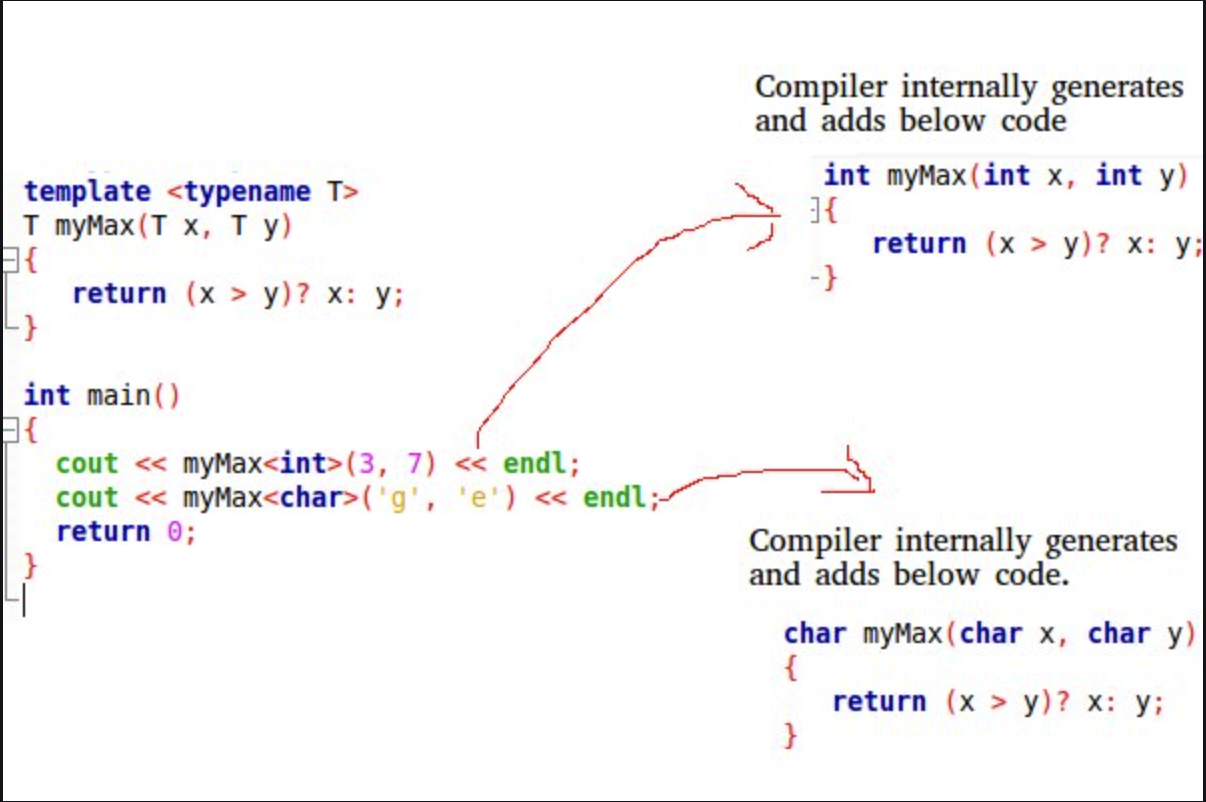 template <typename T>
T myMax(T x, T y)
{
return (x > y)? x: y;
}
int main()
{
cout << myMax<int>(3, 7) << endl;
cout << myMax<char>('g', 'e') << endl;
return 0;
}
Compiler internally generates
and adds below code
int myMax(int x, int y)
{
return (x > y)? x: y;
}
Compiler internally generates
and adds below code.
char myMax(char x, char y)
{
return (x > y)? x: y;
}